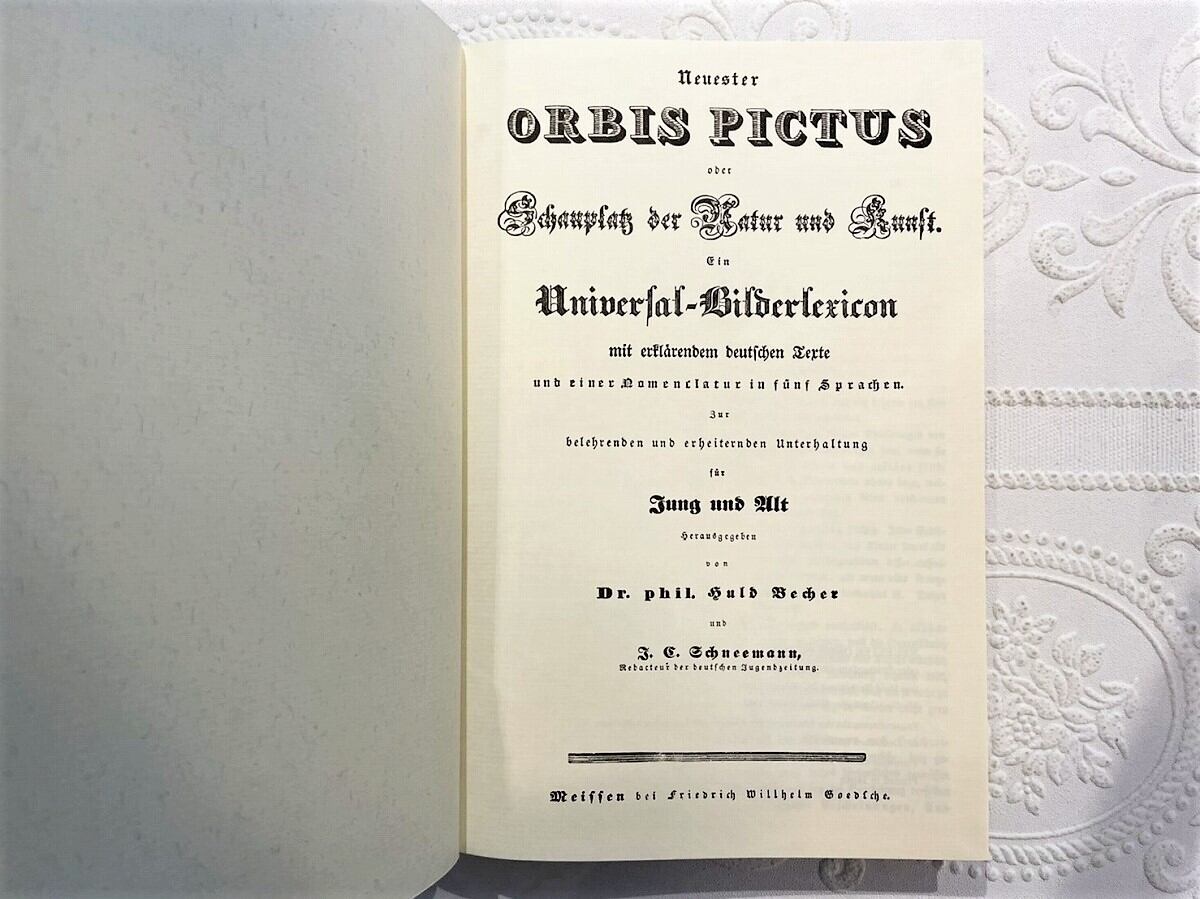 Neuester
ORBIS PICTUS
oder
Schauplatz der Natur und Kunst.
Ein
Universal-Bilderlexicon
mit erklärendem deutschen Texte
und einer Nomenclatur in fünf Sprachen.
Zur
belehrenden und erheiternden Unterhaltung
für
Jung und Alt
Herausgegeben
von
Dr. phil. Huld Becher
und
J. C. Schneemann,
Redacteur der deutschen Jugendzeitung.
Meissen bei Friedrich Willhelm Goedsche.